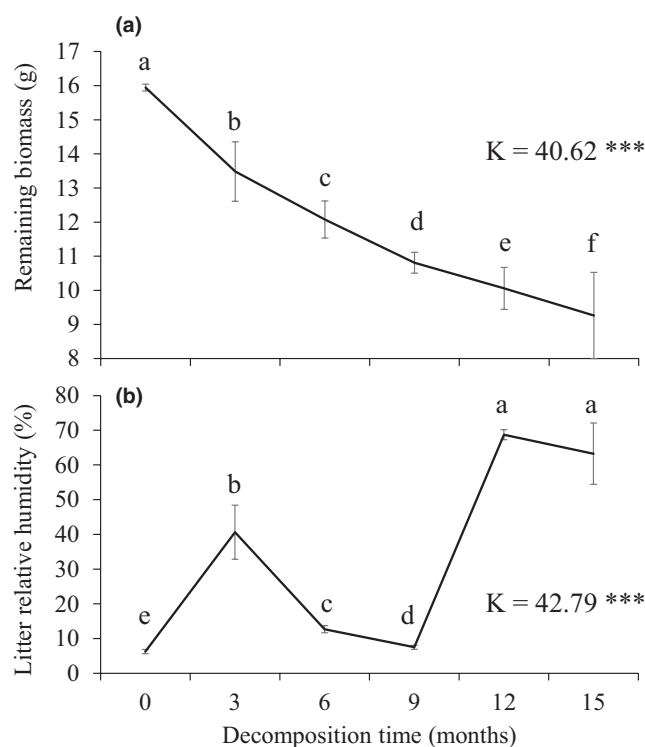 (a)
Remaining biomass (g)
17
16
15
14
13
12
11
10
9
8
a
b
c
d
e
f
K = 40.62 ***
(b)
Litter relative humidity (%)
80
70
60
50
40
30
20
10
0
e
b
c
d
a
a
K = 42.79 ***
0 3 6 9 12 15
Decomposition time (months)